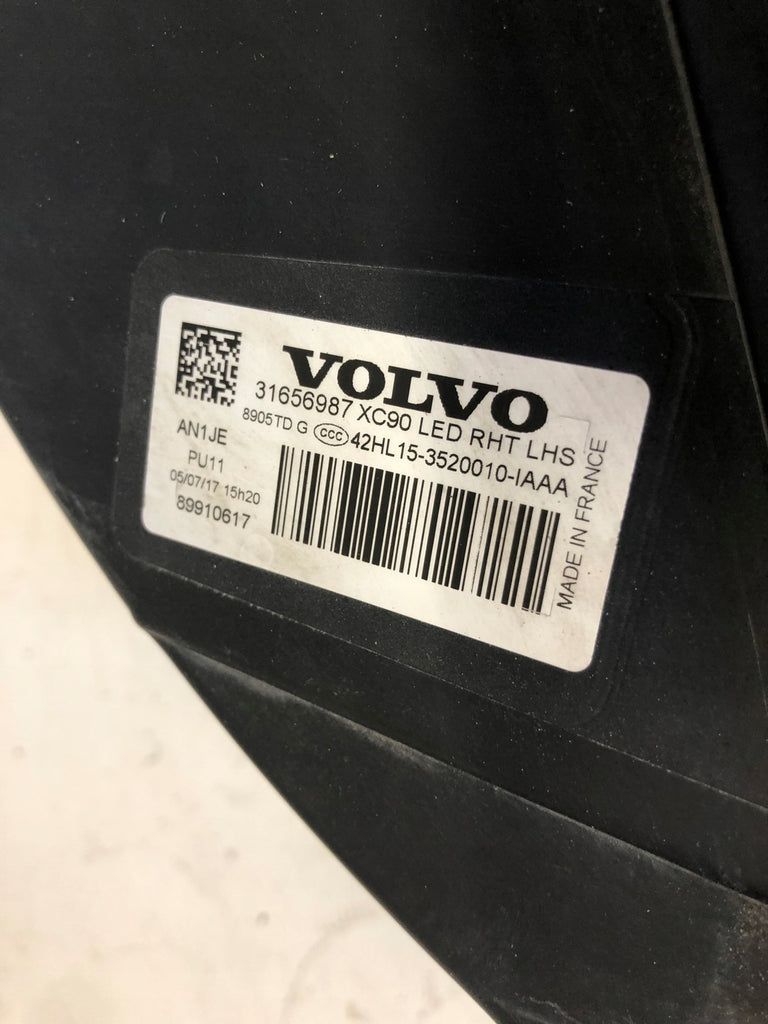 VOLVO
31656987 XC90 LED RHT LHS
8905TD G CCC 42HL15-3520010-IAAA
AN1JE
PU11
05/07/17 15h20
89910617
MADE IN FRANCE